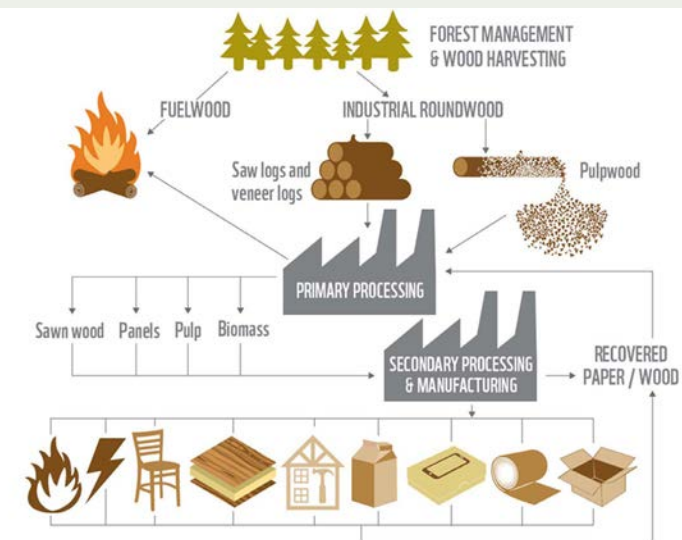 FOREST MANAGEMENT
& WOOD HARVESTING
FUELWOOD
INDUSTRIAL ROUNDWOOD
Saw logs and
veneer logs
Pulpwood
PRIMARY PROCESSING
Sawn wood
Panels
Pulp
Biomass
SECONDARY PROCESSING
& MANUFACTURING
RECOVERED
PAPER / WOOD